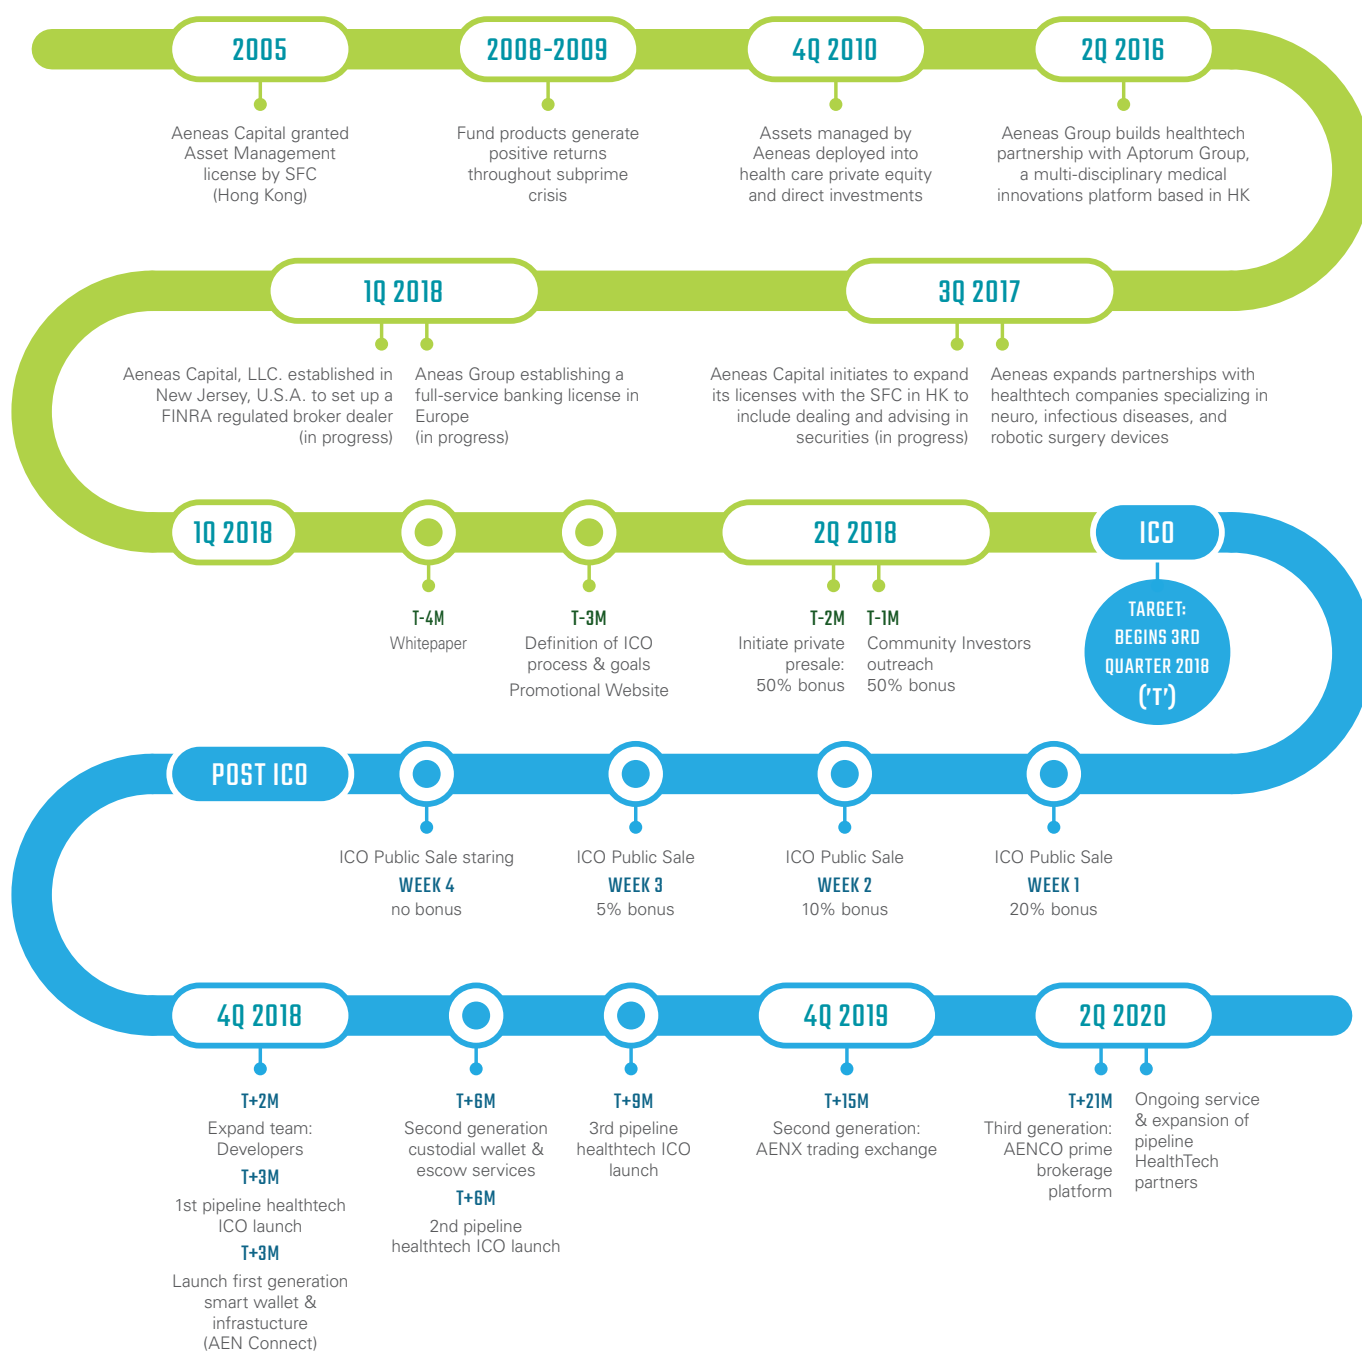 2005
Aeneas Capital granted
Asset Management
license by SFC
(Hong Kong)
2008-2009
Fund products generate
positive returns
throughout subprime
crisis
4Q 2010
Assets managed by
Aeneas deployed into
health care private equity
and direct investments
2Q 2016
Aeneas Group builds healthtech
partnership with Aptorum Group,
a multi-disciplinary medical
innovations platform based in HK
3Q 2017
Aeneas Capital initiates to expand
its licenses with the SFC in HK to
include dealing and advising in
securities (in progress)
Aeneas expands partnerships with
healthtech companies specializing in
neuro, infectious diseases, and
robotic surgery devices
1Q 2018
Aeneas Capital, LLC. established in
New Jersey, U.S.A. to set up a
FINRA regulated broker dealer
(in progress)
Aneas Group establishing a
full-service banking license in
Europe
(in progress)
1Q 2018
T-4M
Whitepaper
T-3M
Definition of ICO
process & goals
Promotional Website
2Q 2018
T-2M
Initiate private
presale:
50% bonus
T-1M
Community Investors
outreach
50% bonus
ICO
TARGET:
BEGINS 3RD
QUARTER 2018
('T')
ICO Public Sale
WEEK 1
20% bonus
ICO Public Sale
WEEK 2
10% bonus
ICO Public Sale
WEEK 3
5% bonus
ICO Public Sale staring
WEEK 4
no bonus
POST ICO
4Q 2018
T+2M
Expand team:
Developers
T+3M
1st pipeline healthtech
ICO launch
T+3M
Launch first generation
smart wallet &
infrastucture
(AEN Connect)
T+6M
Second generation
custodial wallet &
escow services
T+6M
2nd pipeline
healthtech ICO launch
T+9M
3rd pipeline
healthtech ICO
launch
4Q 2019
T+15M
Second generation:
AENX trading exchange
2Q 2020
T+21M
Third generation:
AENCO prime
brokerage
platform
Ongoing service
& expansion of
pipeline
HealthTech
partners